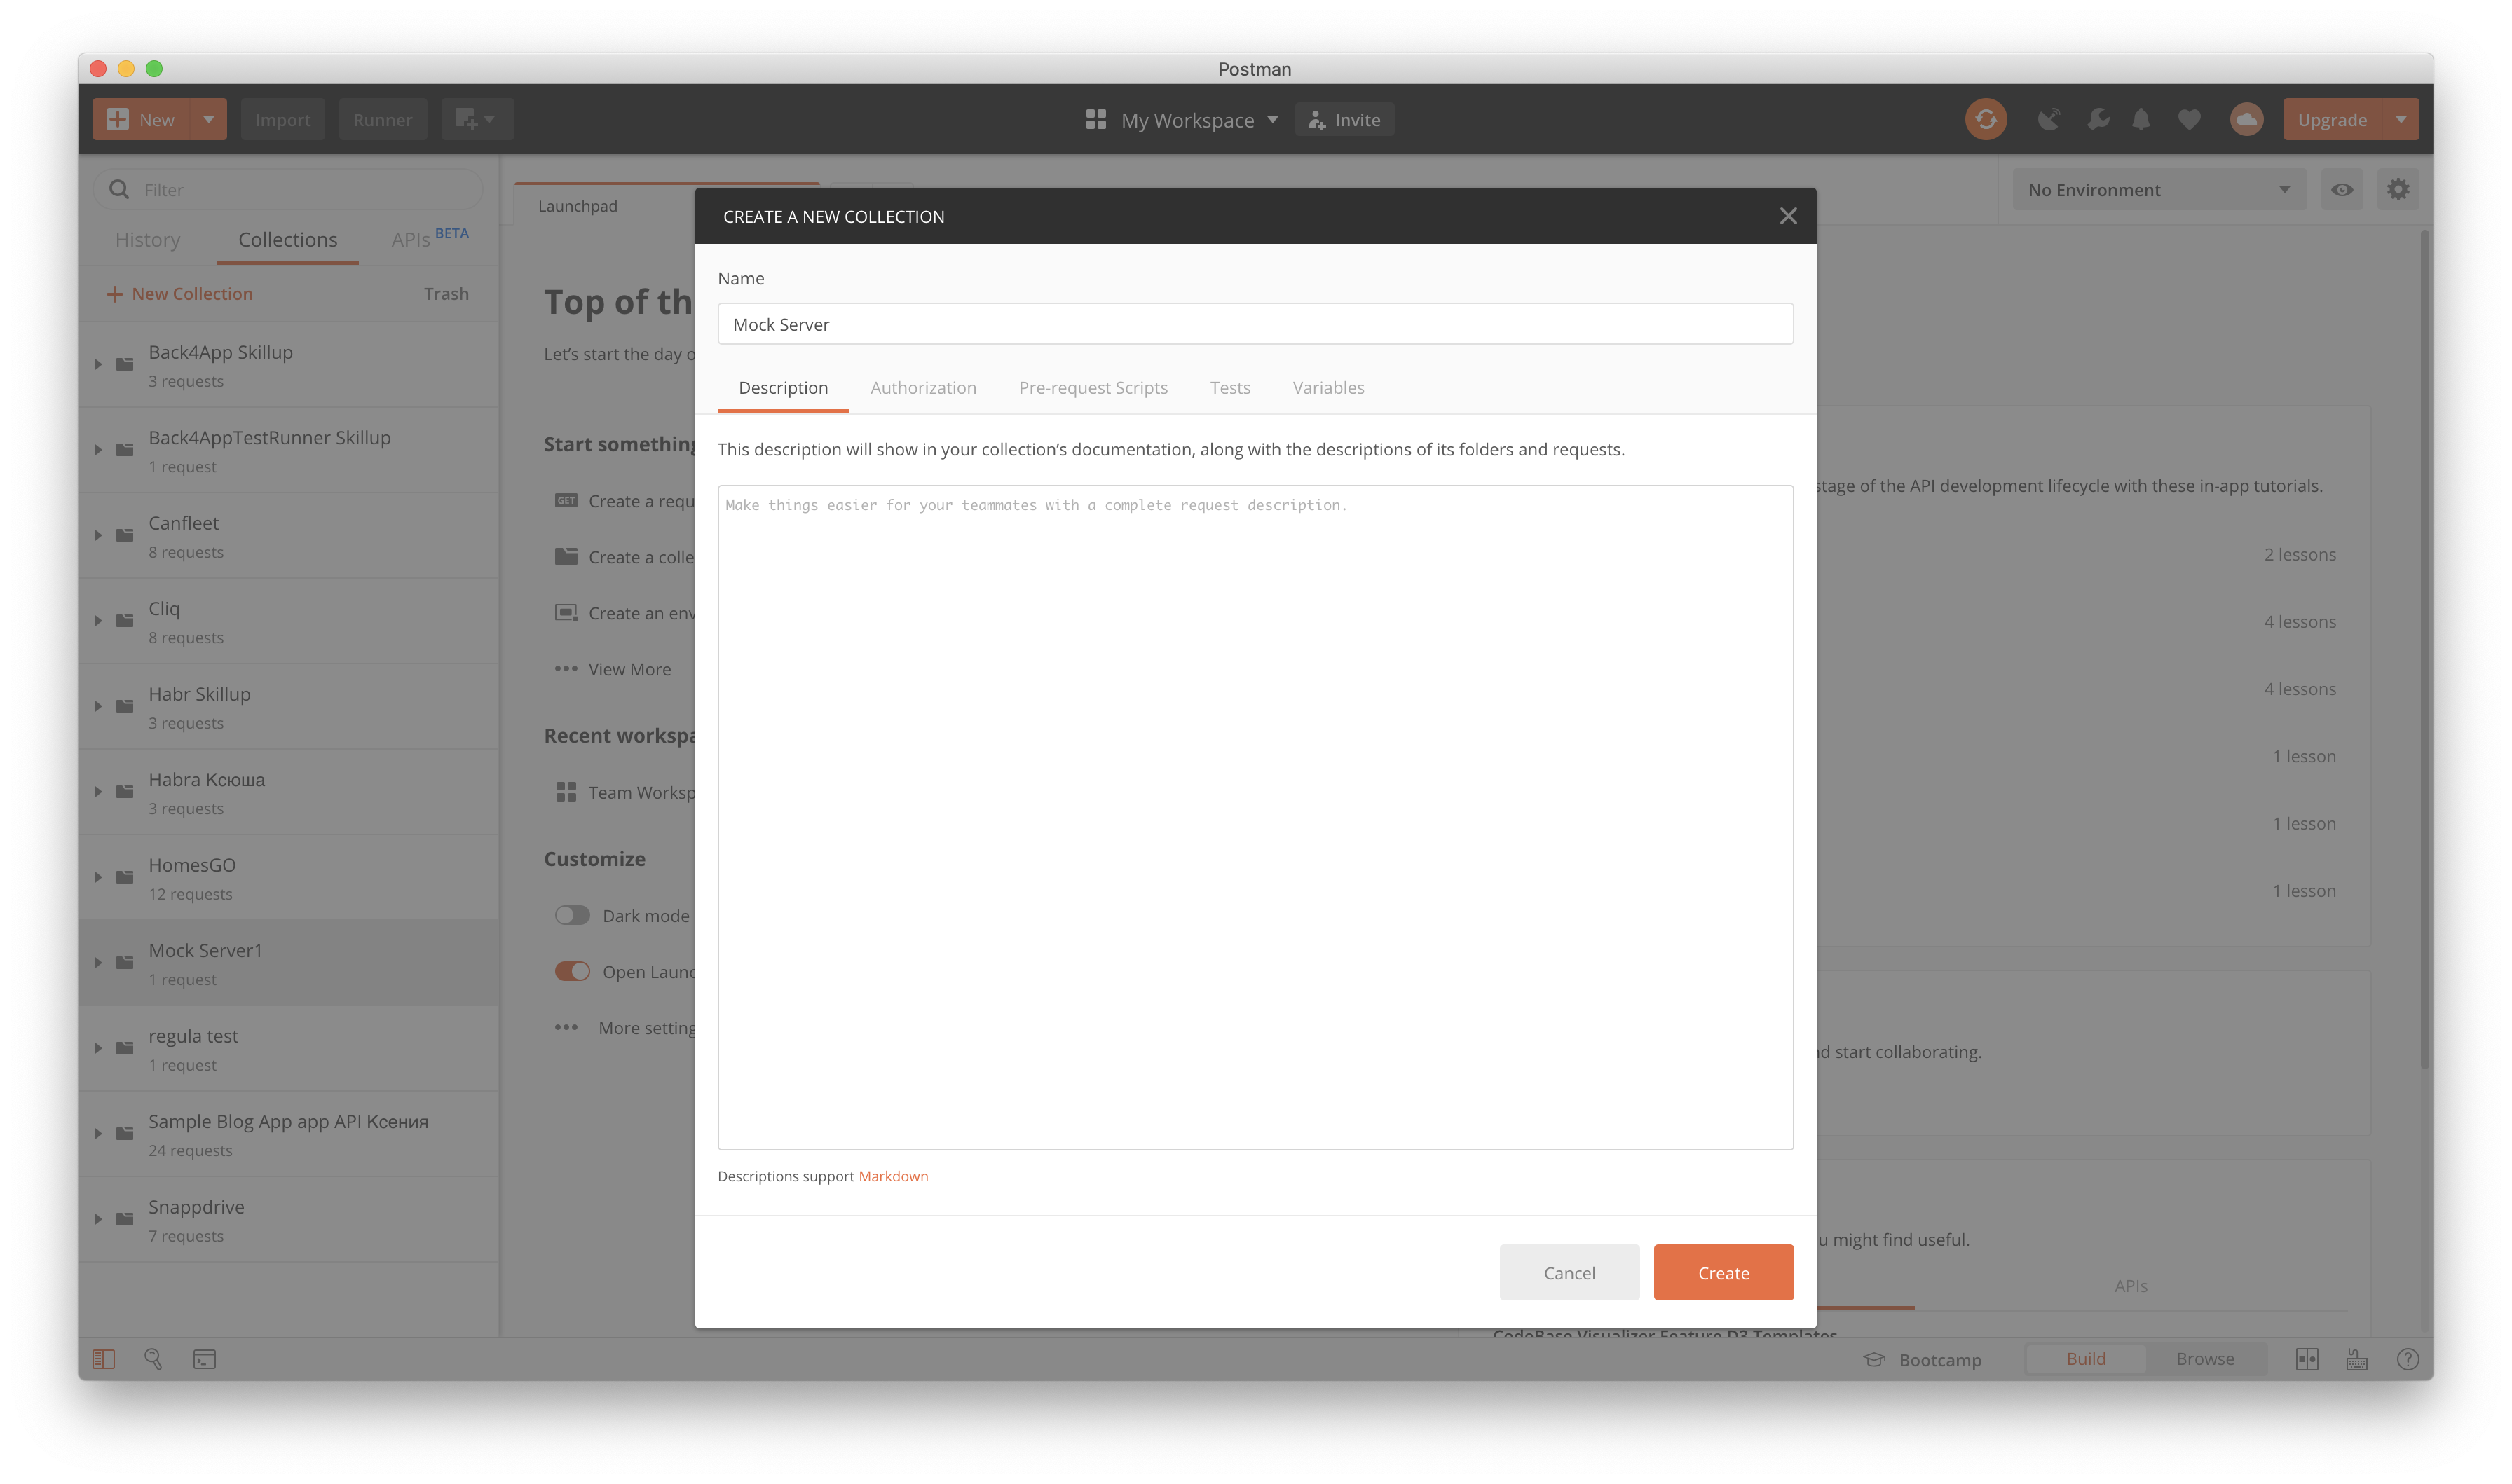 Postman
New
Import
Runner
My Workspace
Invite
Upgrade
Filter
History
Collections
APIs BETA
New Collection
Trash
Back4App Skillup
3 requests
Back4AppTestRunner Skillup
1 request
Canfleet
8 requests
Cliq
8 requests
Habr Skillup
3 requests
Habra Ксюша
3 requests
HomesGO
12 requests
Mock Server1
1 request
regula test
1 request
Sample Blog App app API Ксения
24 requests
Snappdrive
7 requests
Launchpad
No Environment
Top of th
Let's start the day o
Start something
GET Create a requ
Create a colle
Create an env
View More
Recent workspa
Team Worksp
Customize
Dark mode
Open Launc
More setting
CREATE A NEW COLLECTION
Name
Mock Server
Description
Authorization
Pre-request Scripts
Tests
Variables
This description will show in your collection's documentation, along with the descriptions of its folders and requests.
Make things easier for your teammates with a complete request description.
Descriptions support Markdown
Cancel
Create
stage of the API development lifecycle with these in-app tutorials.
2 lessons
4 lessons
4 lessons
1 lesson
1 lesson
1 lesson
nd start collaborating.
u might find useful.
APIs
CodeBase Visualizer Feature D3 Templates
Bootcamp
Build
Browse